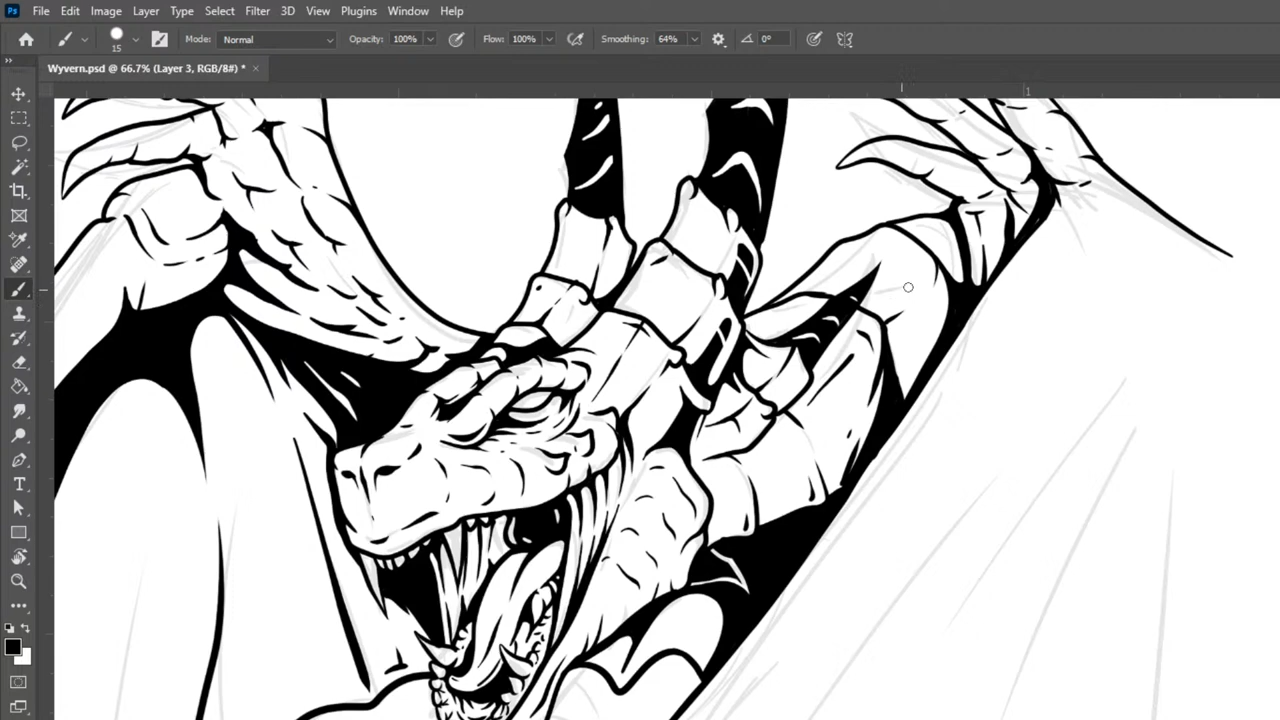 Ps File Edit Image Layer Type Select Filter 3D View Plugins Window Help
15 Mode: Normal Opacity: 100% Flow: 100% Smoothing: 64% 0°
Wyvern.psd @ 66.7% (Layer 3, RGB/8#) * ×
1